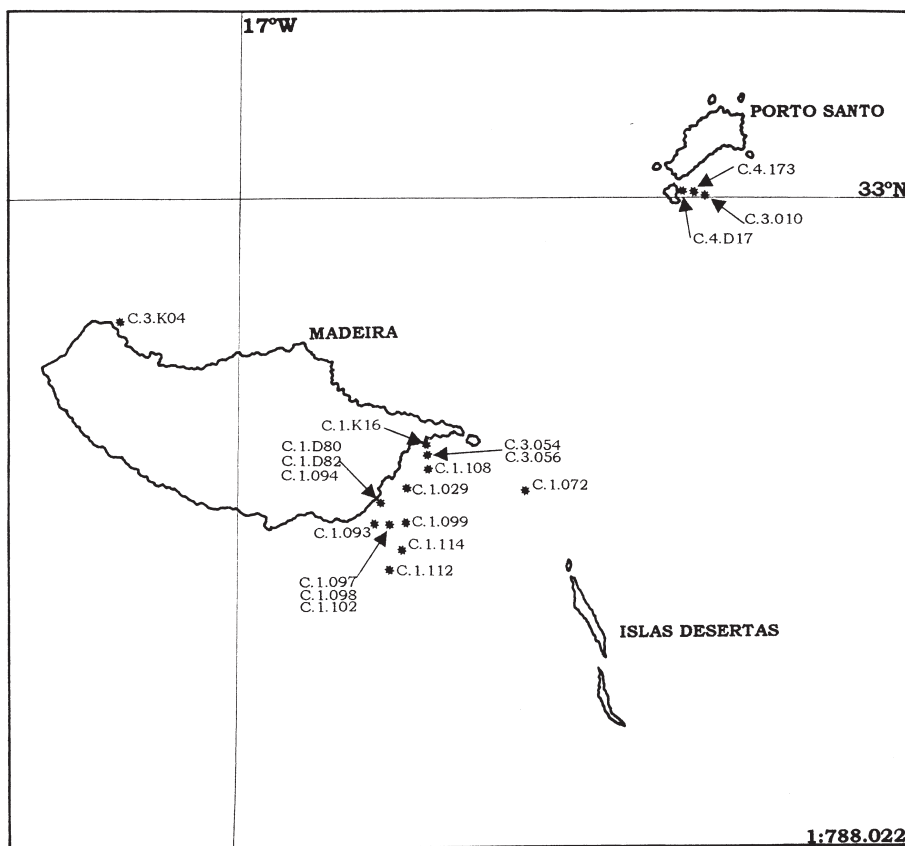 17ºW
PORTO SANTO
C.4.173
33ºN
C.3.010
C.4.D17
C.3.K04
MADEIRA
C.1.K16
C.1.D80
C.1.D82
C.1.094
C.3.054
C.3.056
C.1.108
C.1.029
C.1.072
C.1.093
C.1.099
C.1.114
C.1.112
C.1.097
C.1.098
C.1.102
ISLAS DESERTAS
1:788.022